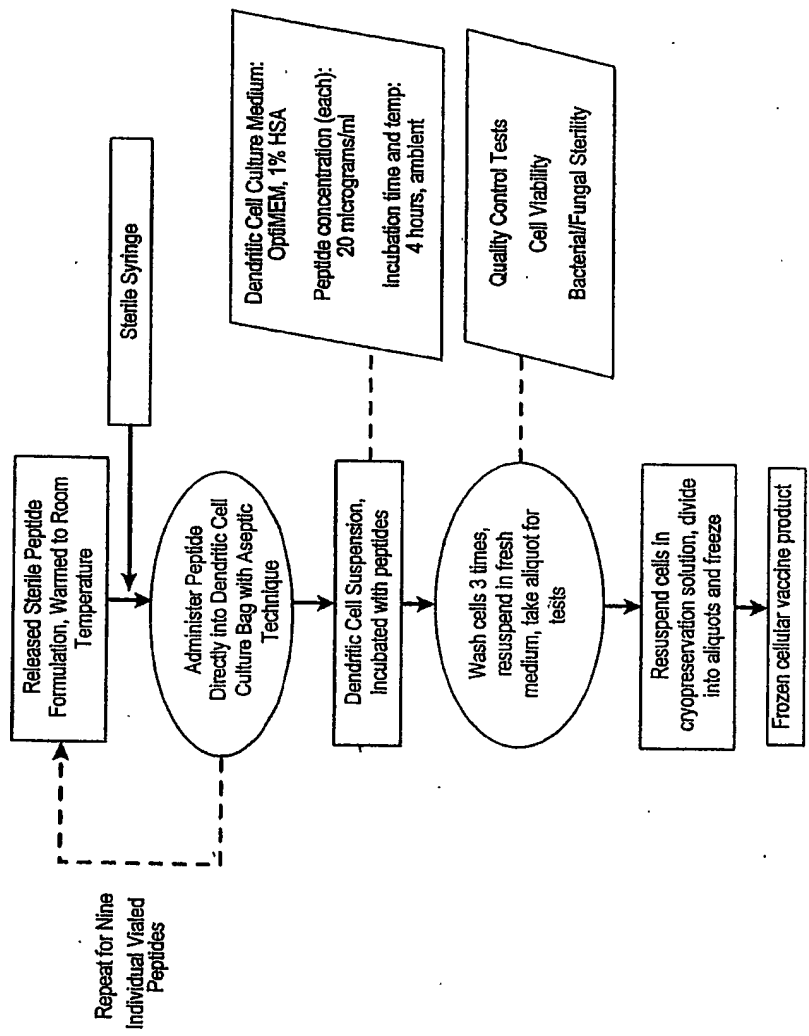 Repeat for Nine
Individual Vialed
Peptides
Released Sterile Peptide
Formulation, Warmed to Room
Temperature
Sterile Syringe
Administer Peptide
Directly into Dendritic Cell
Culture Bag with Aseptic
Technique
Dendritic Cell Suspension,
Incubated with peptides
Dendritic Cell Culture Medium:
OptiMEM, 1% HSA
Peptide concentration (each):
20 micrograms/ml
Incubation time and temp:
4 hours, ambient
Wash cells 3 times,
resuspend in fresh
medium, take aliquot for
tests
Quality Control Tests
Cell Viability
Bacterial/Fungal Sterility
Resuspend cells in
cryopreservation solution, divide
into aliquots and freeze
Frozen cellular vaccine product